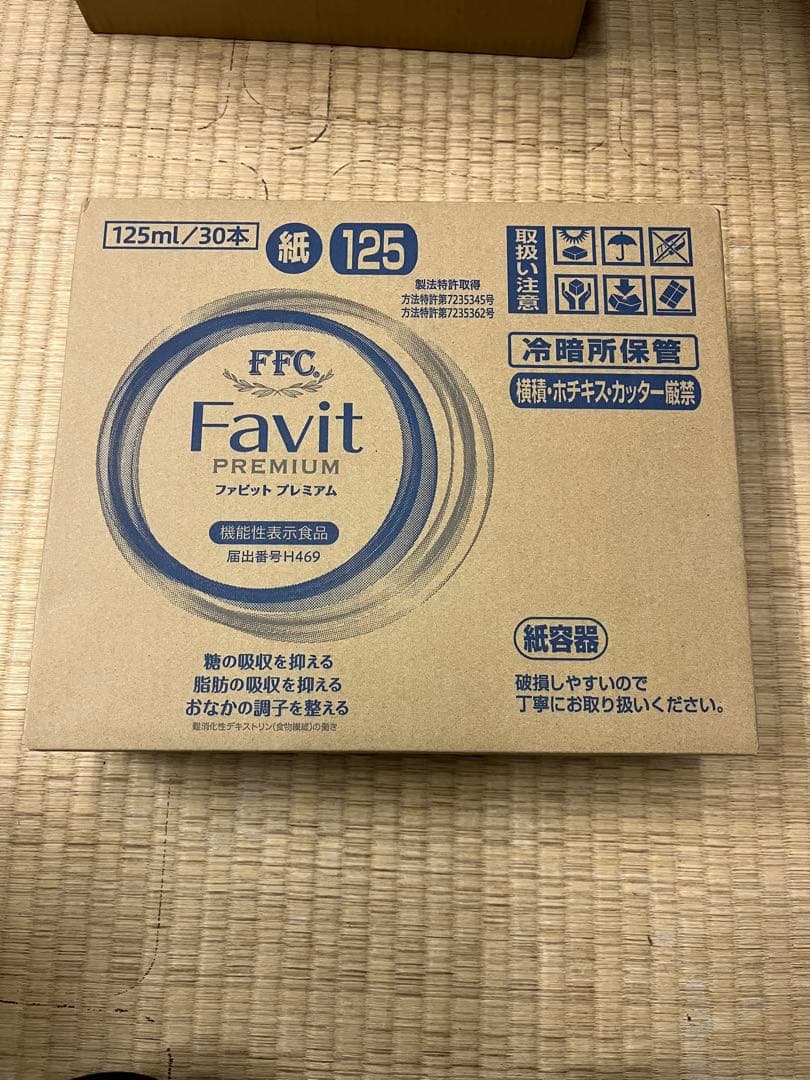 125ml/30本
紙
125
製法特許取得
方法特許第7235345号
方法特許第7235362号
FFC.
Favit
PREMIUM
ファビット プレミアム
機能性表示食品
届出番号H469
糖の吸収を抑える
脂肪の吸収を抑える
おなかの調子を整える
難消化性デキストリン(食物繊維)の働き
取扱い注意
冷暗所保管
横積・ホチキス・カッター厳禁
紙容器
破損しやすいので
丁寧にお取り扱いください。